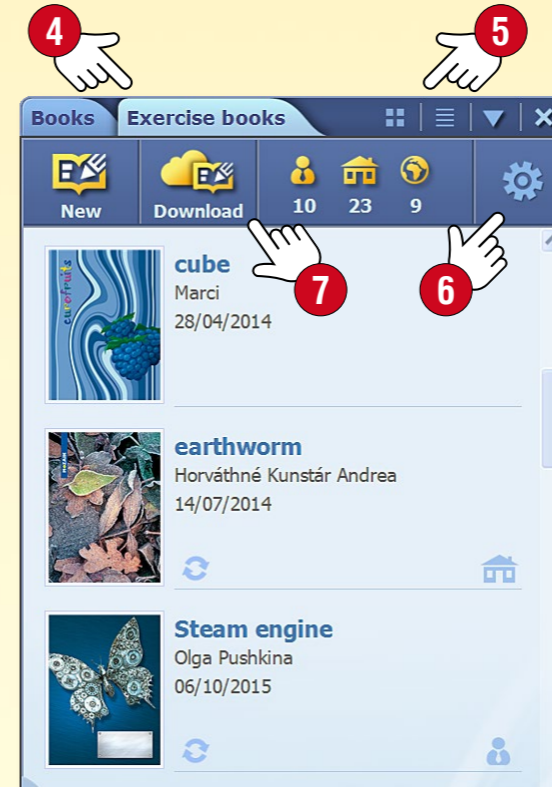 4
5
Books Exercise books
New Download 10 23 9
7
6
cube
Marci
28/04/2014
earthworm
Horváthné Kunstár Andrea
14/07/2014
Steam engine
Olga Pushkina
06/10/2015